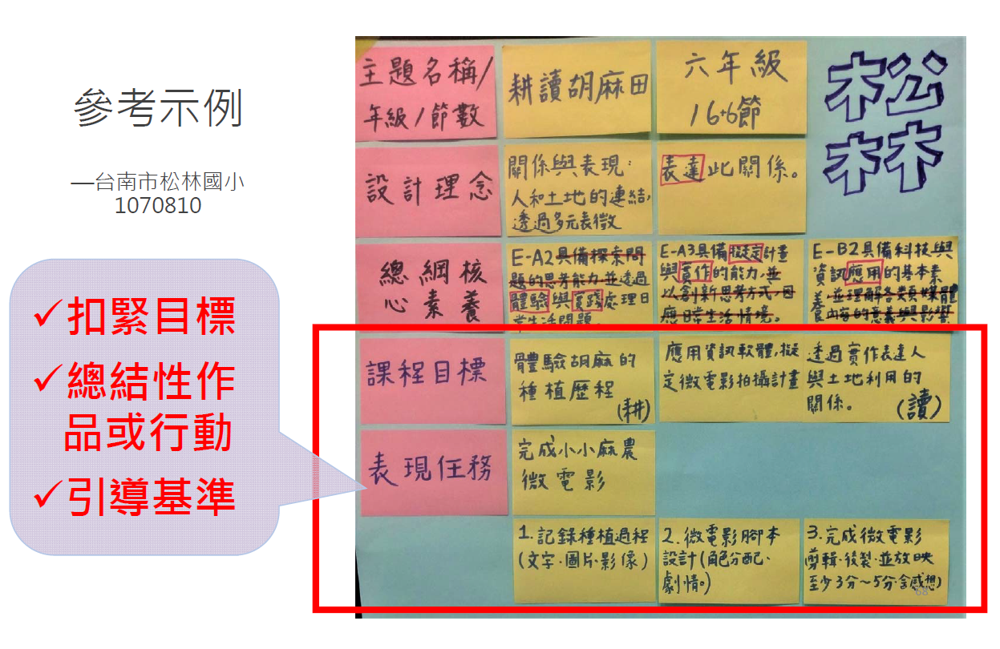 參考示例
—台南市松林國小
1070810
✓扣緊目標
✓總結性作
品或行動
✓引導基準
主題名稱/
年級/節數
耕讀胡麻田
六年級
16+6節
松
林
設計理念
關係與表現:
人和土地的連結,
透過多元表徵
表達此關係。
總綱核
心素養
E-A2具備探索問
題的思考能力,並透過
體驗與實踐處理日
常生活問題。
E-A3具備擬定計畫
與實作的能力,並
以創新思考方式,因
應日常生活情境。
E-B2具備科技與
資訊應用的基本素
養,並理解各類媒體
內容的意義與影響
課程目標
體驗胡麻的
種植歷程
(耕)
應用資訊軟體,擬
定微電影拍攝計畫
透過實作表達人
與土地利用的
關係。
(讀)
表現任務
完成小小麻農
微電影
1.記錄種植過程
(文字.圖片.影像)
2.微電影腳本
設計(角色分配.
劇情。)
3.完成微電影
剪輯.後製.並放映
至少3分~5分.含感想)
68